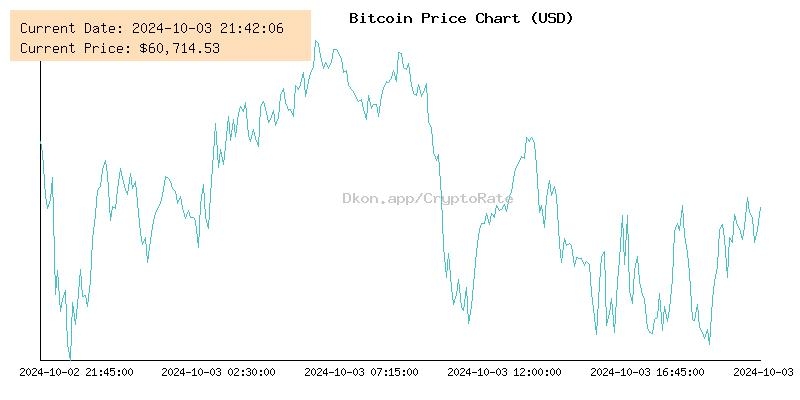 Bitcoin Price Chart (USD)
Current Date: 2024-10-03 21:42:06
Current Price: $60,714.53
Dkon.app/CryptoRate
2024-10-02 21:45:00 2024-10-03 02:30:00 2024-10-03 07:15:00 2024-10-03 12:00:00 2024-10-03 16:45:00 2024-10-03